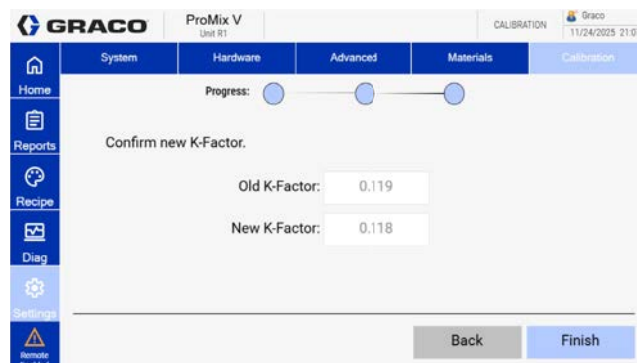 GRACO
ProMix V
Unit R1
CALIBRATION
Graco
11/24/2025 21:0
System
Hardware
Advanced
Materials
Calibration
Home
Reports
Recipe
Diag
Settings
Remote
Progress:
Confirm new K-Factor.
Old K-Factor: 0.119
New K-Factor: 0.118
Back
Finish